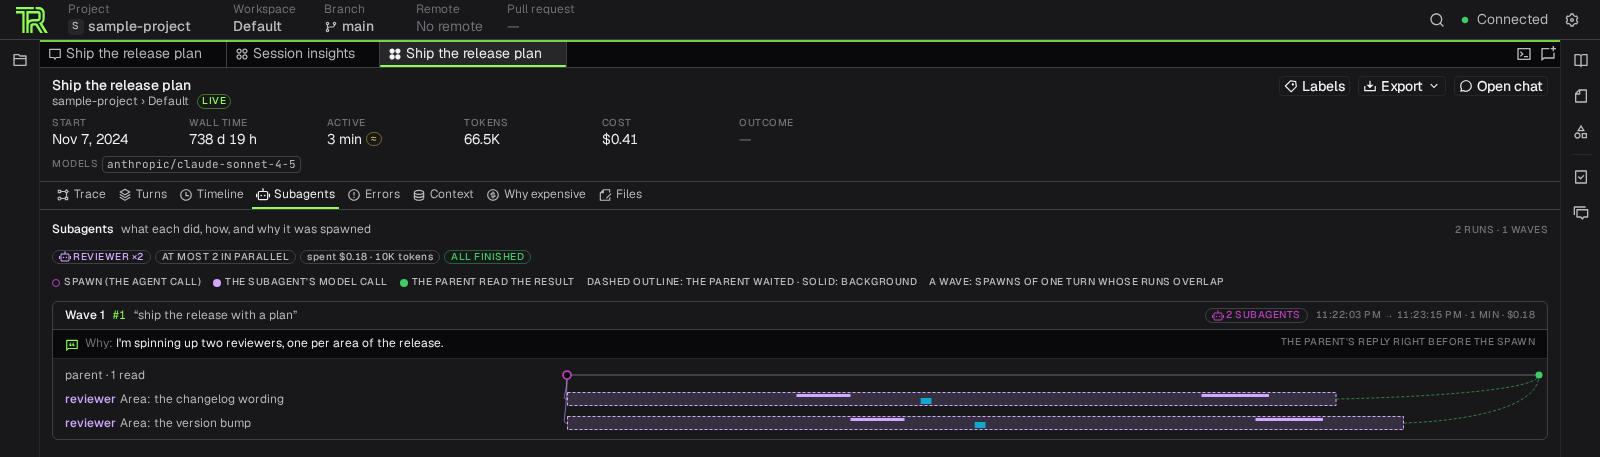 Project
S sample-project
Workspace
Default
Branch
main
Remote
No remote
Pull request
—
Connected
Ship the release plan
Session insights
Ship the release plan
Ship the release plan
sample-project › Default LIVE
Labels
Export
Open chat
START
Nov 7, 2024
WALL TIME
738 d 19 h
ACTIVE
3 min ≈
TOKENS
66.5K
COST
$0.41
OUTCOME
—
MODELS anthropic/claude-sonnet-4-5
Trace Turns Timeline Subagents Errors Context Why expensive Files
Subagents what each did, how, and why it was spawned
2 RUNS · 1 WAVES
REVIEWER ×2 AT MOST 2 IN PARALLEL spent $0.18 · 10K tokens ALL FINISHED
SPAWN (THE AGENT CALL) THE SUBAGENT'S MODEL CALL THE PARENT READ THE RESULT DASHED OUTLINE: THE PARENT WAITED · SOLID: BACKGROUND A WAVE: SPAWNS OF ONE TURN WHOSE RUNS OVERLAP
Wave 1 #1 “ship the release with a plan”
2 SUBAGENTS 11:22:03 PM → 11:23:15 PM · 1 MIN · $0.18
Why: I'm spinning up two reviewers, one per area of the release.
THE PARENT'S REPLY RIGHT BEFORE THE SPAWN
parent · 1 read
reviewer Area: the changelog wording
reviewer Area: the version bump